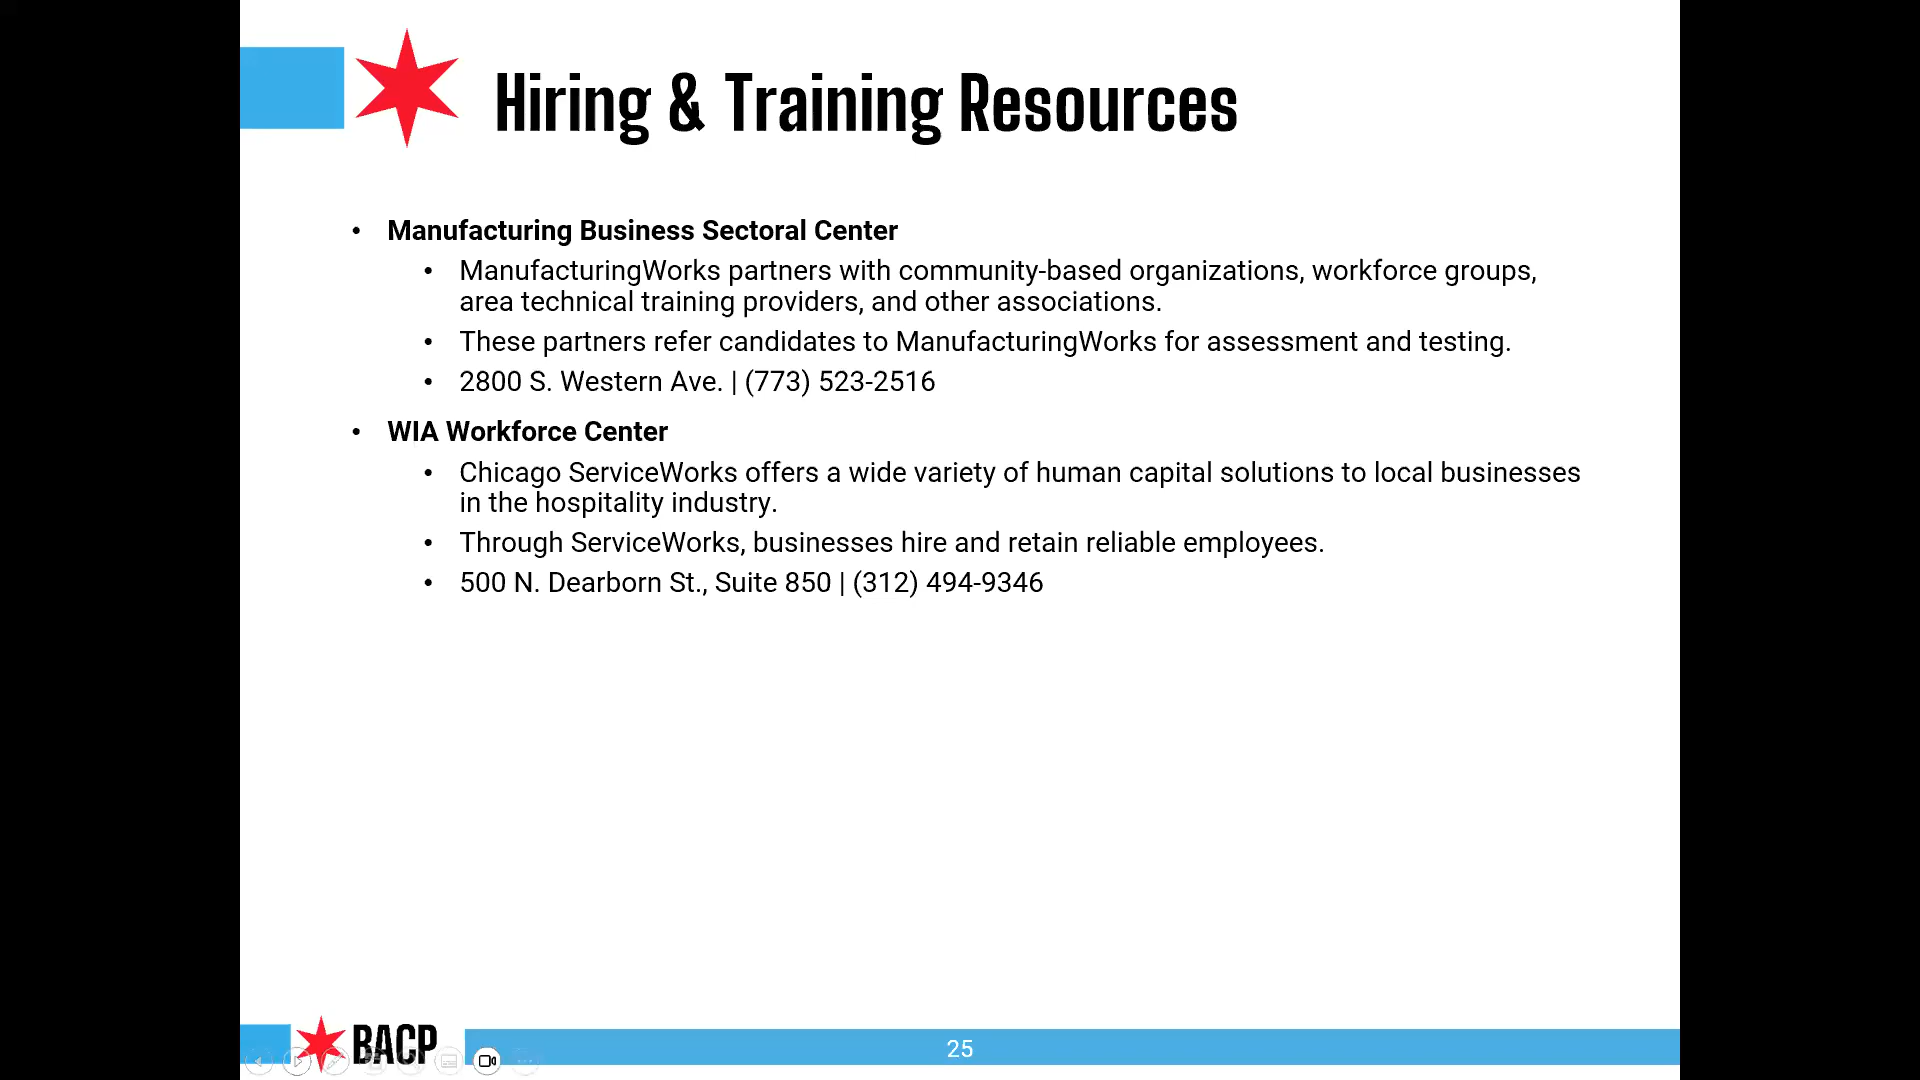 Hiring & Training Resources
• Manufacturing Business Sectoral Center
• ManufacturingWorks partners with community-based organizations, workforce groups,
area technical training providers, and other associations.
• These partners refer candidates to ManufacturingWorks for assessment and testing.
• 2800 S. Western Ave. | (773) 523-2516
• WIA Workforce Center
• Chicago ServiceWorks offers a wide variety of human capital solutions to local businesses
in the hospitality industry.
• Through ServiceWorks, businesses hire and retain reliable employees.
• 500 N. Dearborn St., Suite 850 | (312) 494-9346
BACP
25